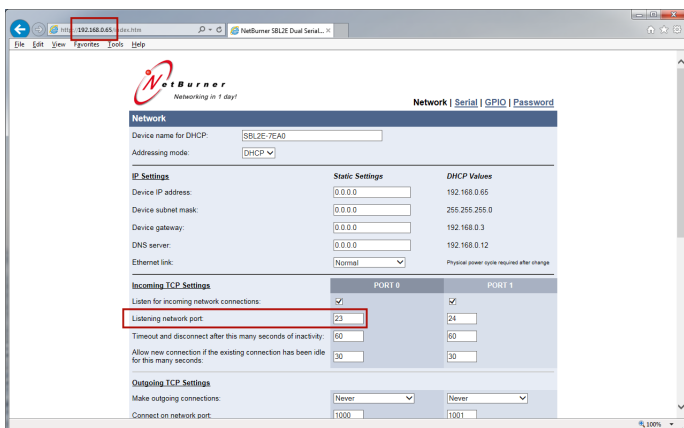 http://192.168.0.65/index.htm
NetBurner SBL2E Dual Serial...
File Edit View Favorites Tools Help
NetBurner
Networking in 1 day!
Network | Serial | GPIO | Password
Network
Device name for DHCP: SBL2E-7EA0
Addressing mode: DHCP
IP Settings Static Settings DHCP Values
Device IP address: 0.0.0.0 192.168.0.65
Device subnet mask: 0.0.0.0 255.255.255.0
Device gateway: 0.0.0.0 192.168.0.3
DNS server: 0.0.0.0 192.168.0.12
Ethernet link: Normal Physical power cycle required after change
Incoming TCP Settings PORT 0 PORT 1
Listen for incoming network connections:
Listening network port: 23 24
Timeout and disconnect after this many seconds of inactivity: 60 60
Allow new connection if the existing connection has been idle
for this many seconds: 30 30
Outgoing TCP Settings
Make outgoing connections: Never Never
Connect on network port: 1000 1001
100%